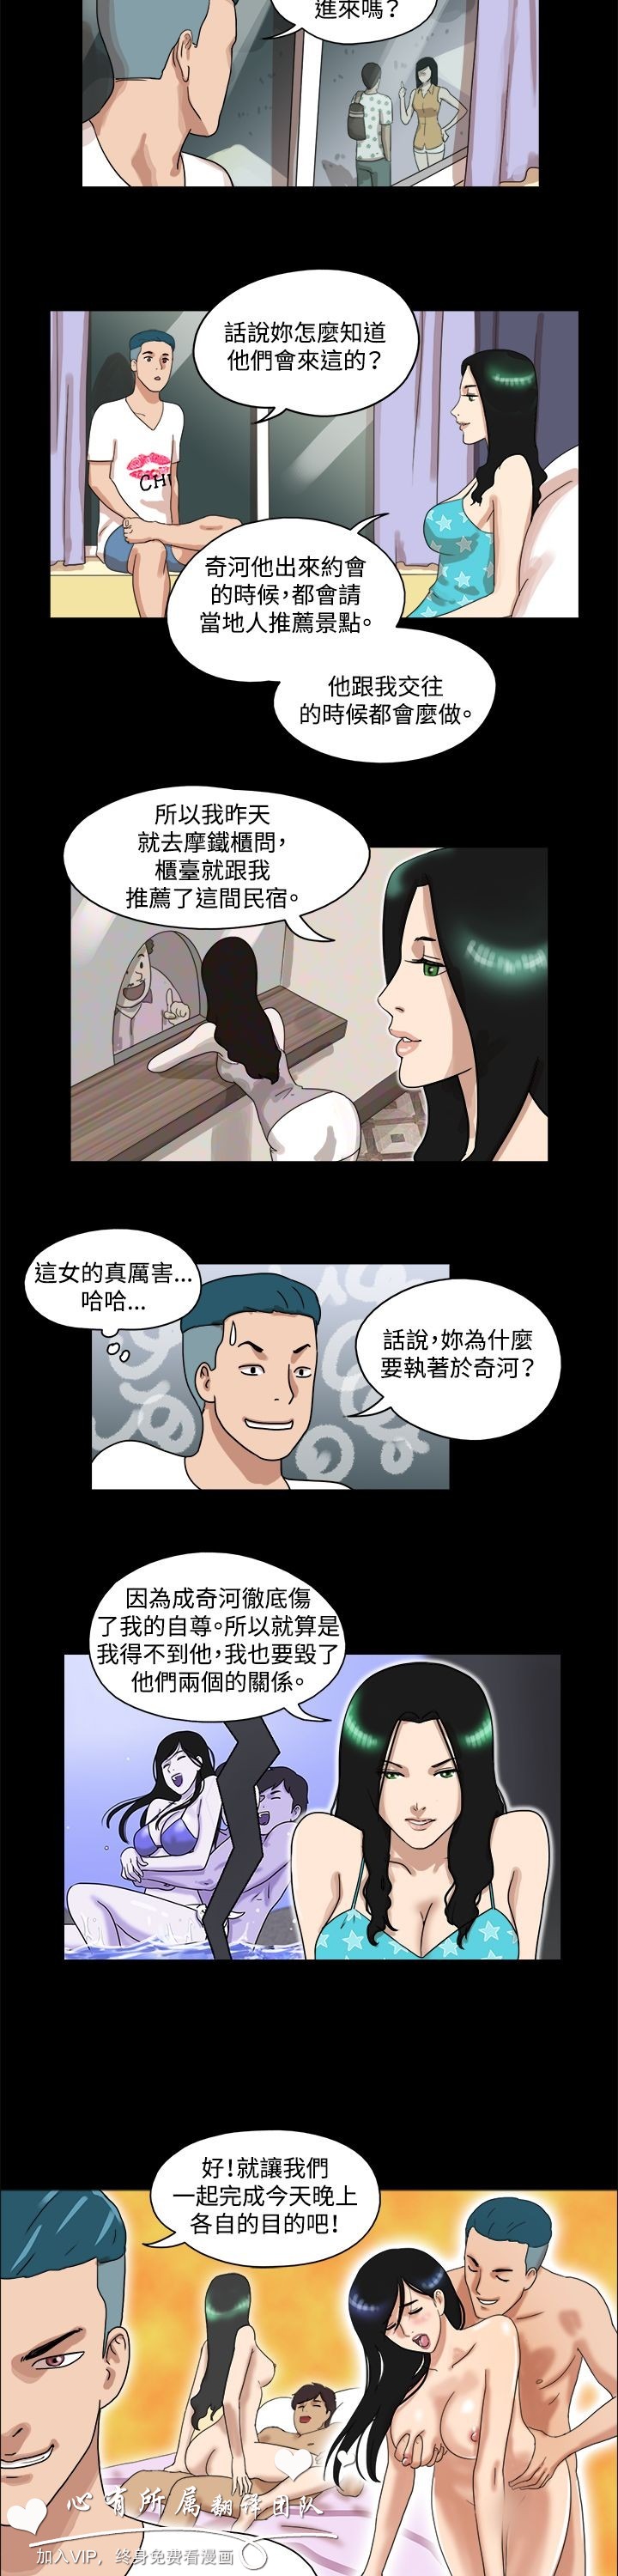 進來嗎？
話說妳怎麼知道
他們會來這的？
CHU
奇河他出來約會
的時候，都會請
當地人推薦景點。
他跟我交往
的時候都會麼做。
所以我昨天
就去摩鐵櫃問，
櫃臺就跟我
推薦了這間民宿。
這女的真厲害...
哈哈...
話說，妳為什麼
要執著於奇河？
因為成奇河徹底傷
了我的自尊。所以就算是
我得不到他，我也要毀了
他們兩個的關係。
好！就讓我們
一起完成今天晚上
各自的目的吧！
心有所属翻译团队
加入VIP，终身免费看漫画